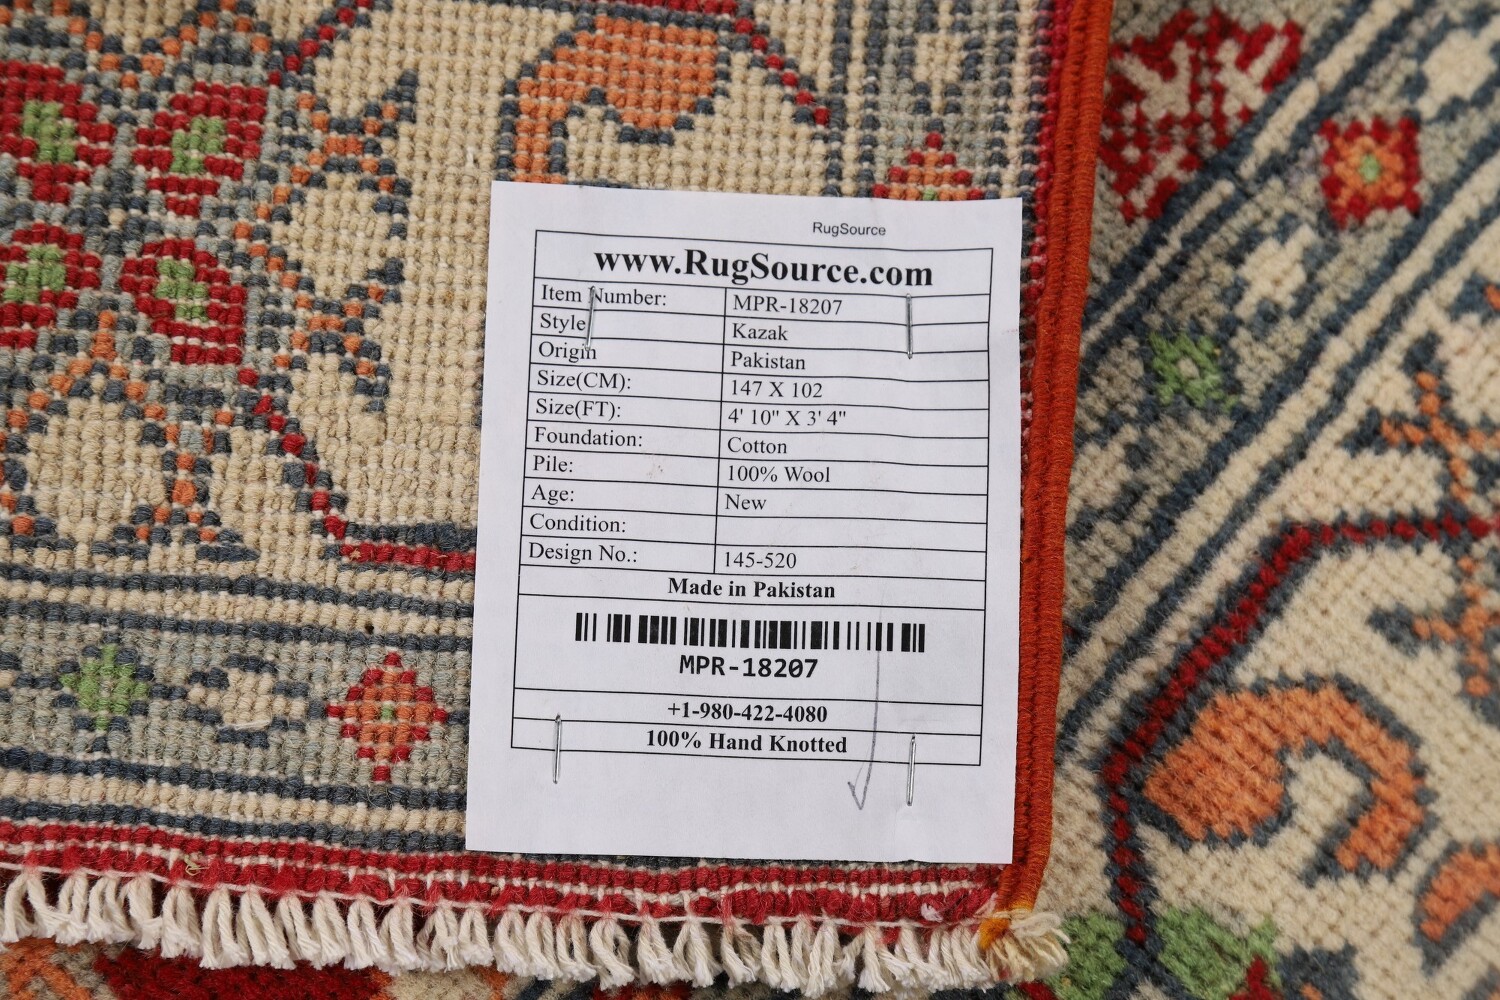 RugSource
www.RugSource.com
Item Number: MPR-18207
Style Kazak
Origin Pakistan
Size(CM): 147 X 102
Size(FT): 4' 10" X 3' 4"
Foundation: Cotton
Pile: 100% Wool
Age: New
Condition:
Design No.: 145-520
Made in Pakistan
MPR-18207
+1-980-422-4080
100% Hand Knotted